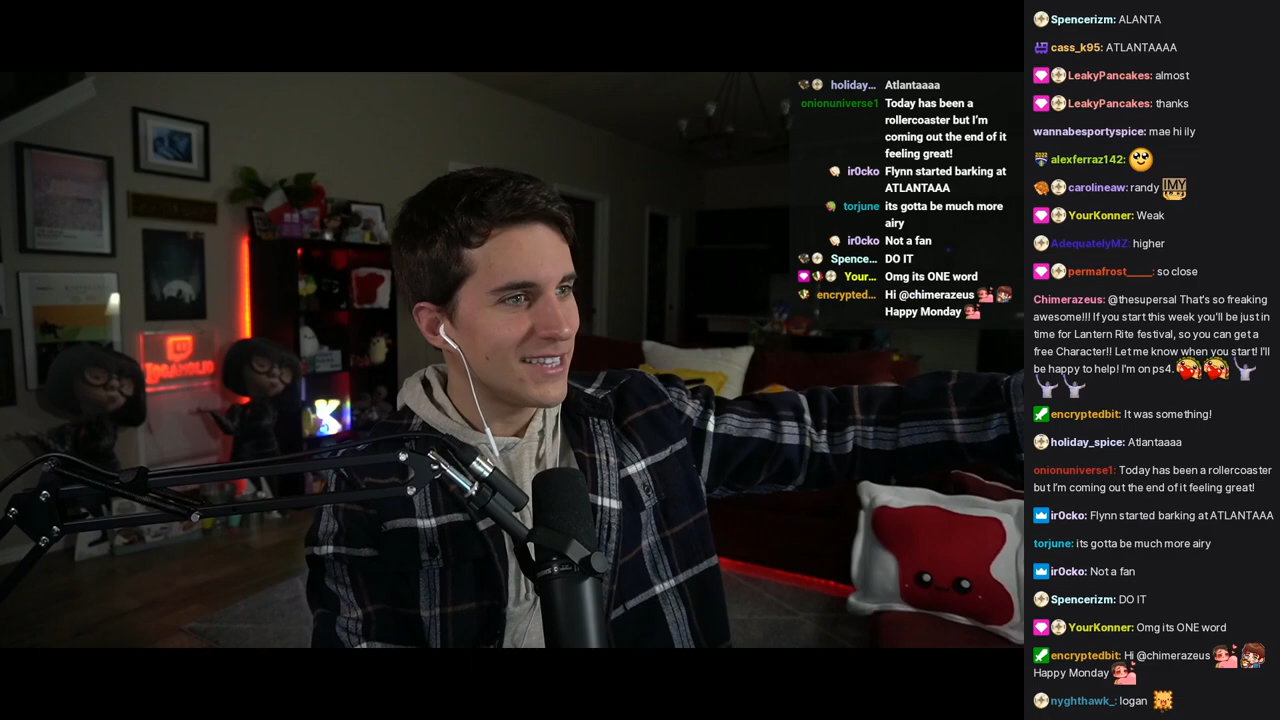 holiday... Atlantaaaa
onionuniverse1 Today has been a
rollercoaster but I'm
coming out the end of it
feeling great!
ir0cko Flynn started barking at
ATLANTAAA
torjune its gotta be much more
airy
ir0cko Not a fan
Spence... DO IT
Your... Omg its ONE word
encrypted... Hi @chimerazeus
Happy Monday
Spencerizm: ALANTA
cass_k95: ATLANTAAAA
LeakyPancakes: almost
LeakyPancakes: thanks
wannabesportyspice: mae hi ily
alexferraz142:
carolineaw: randy IMY
YourKonner: Weak
AdequatelyMZ: higher
permafrost_____: so close
Chimerazeus: @thesupersal That's so freaking
awesome!!! If you start this week you'll be just in
time for Lantern Rite festival, so you can get a
free Character!! Let me know when you start! I'll
be happy to help! I'm on ps4.
encryptedbit: It was something!
holiday_spice: Atlantaaaa
onionuniverse1: Today has been a rollercoaster
but I'm coming out the end of it feeling great!
ir0cko: Flynn started barking at ATLANTAAA
torjune: its gotta be much more airy
ir0cko: Not a fan
Spencerizm: DO IT
YourKonner: Omg its ONE word
encryptedbit: Hi @chimerazeus
Happy Monday
nyghthawk_: logan